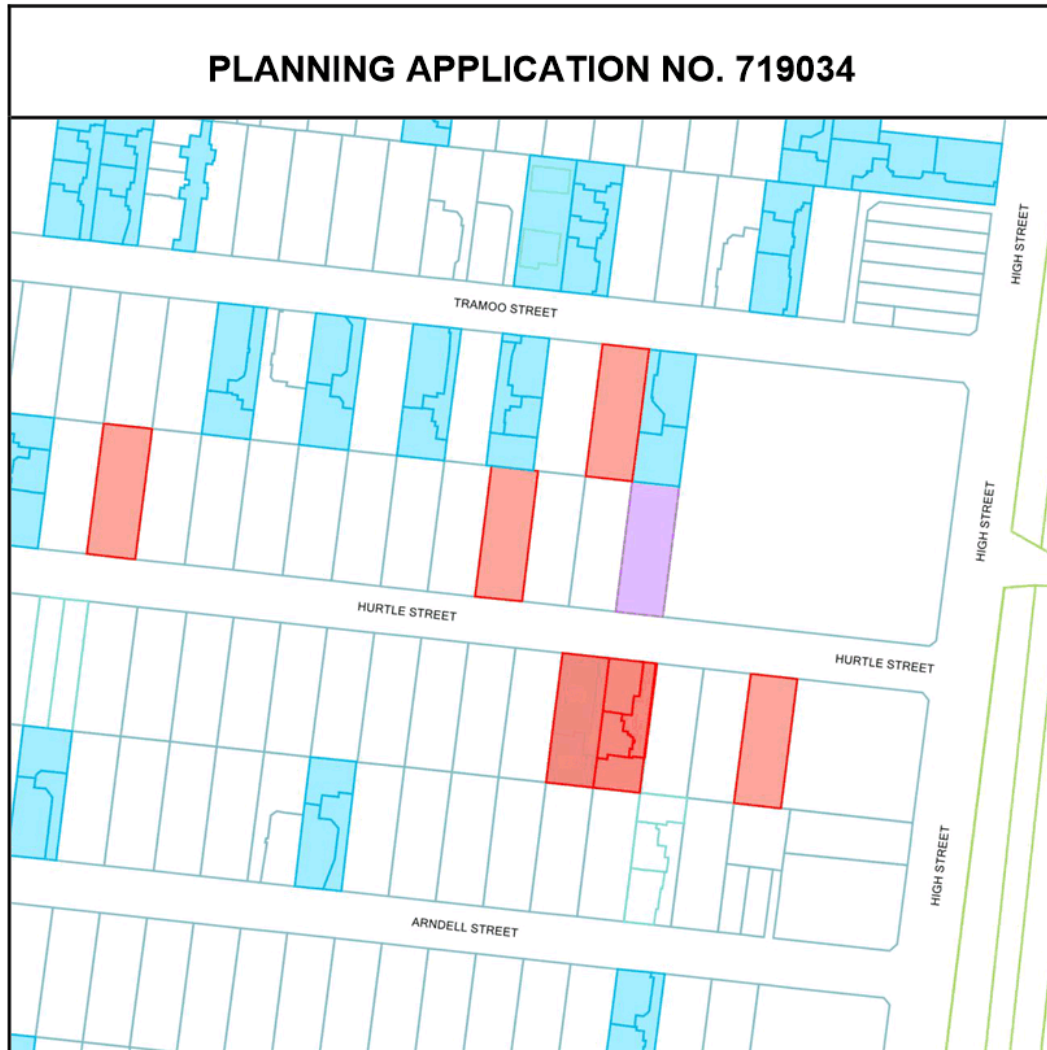 PLANNING APPLICATION NO. 719034
HIGH STREET
TRAMOO STREET
HIGH STREET
HURTLE STREET
HURTLE STREET
HIGH STREET
ARNDELL STREET